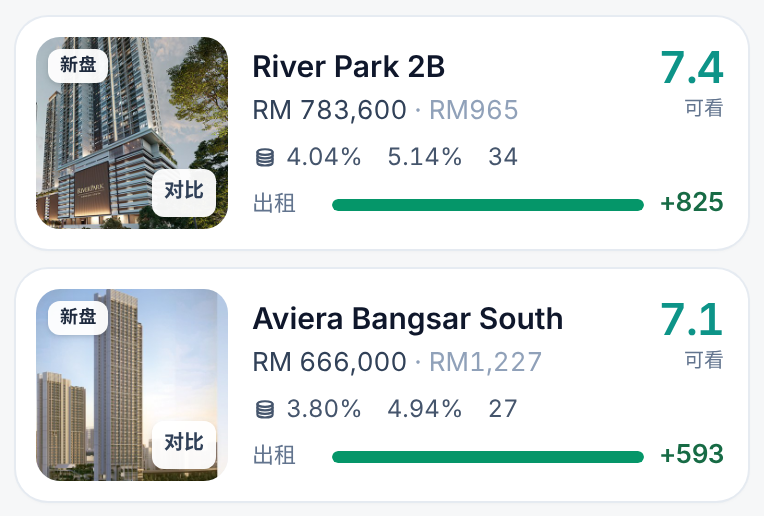 新盘
RIVERPARK
对比
River Park 2B
RM 783,600 · RM965
4.04% 5.14% 34
出租 +825
7.4
可看
新盘
对比
Aviera Bangsar South
RM 666,000 · RM1,227
3.80% 4.94% 27
出租 +593
7.1
可看